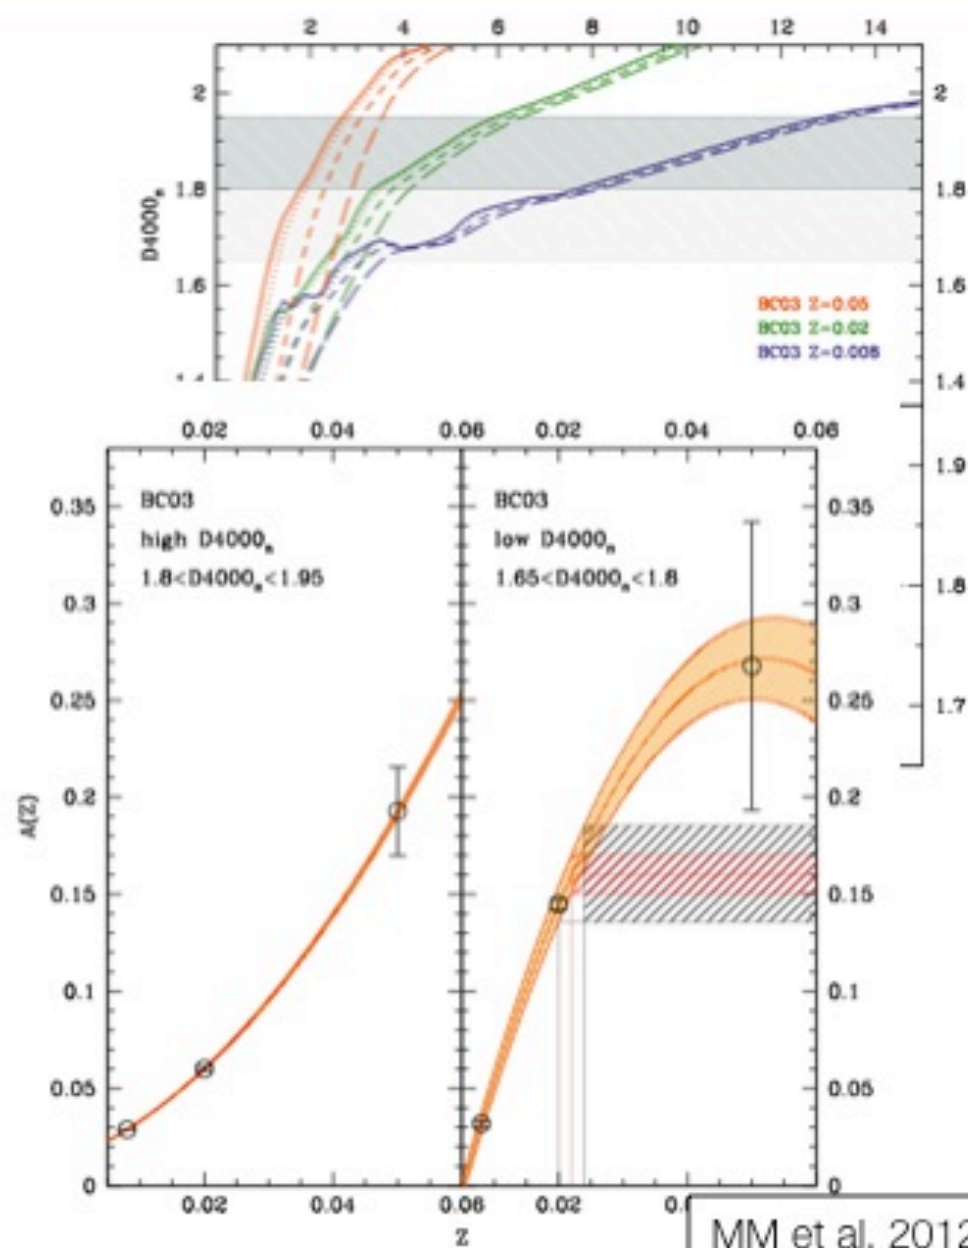 2 4 6 8 10 12 14
2 2
1.8 1.8
D4000ₙ
1.6 1.6
BC03 Z=0.05
BC03 Z=0.02
BC03 Z=0.008
1.4 1.4
0.02 0.04 0.06 0.02 0.04 0.06
1.9
BC03 BC03
0.35 0.35
high D4000ₙ low D4000ₙ
1.8<D4000ₙ<1.95 1.65<D4000ₙ<1.8
1.8
0.3 0.3
0.25 0.25
1.7
A(Z)
0.2 0.2
0.15 0.15
0.1 0.1
0.05 0.05
0 0
0.02 0.04 0.06 0.02
Z
MM et al. 2012